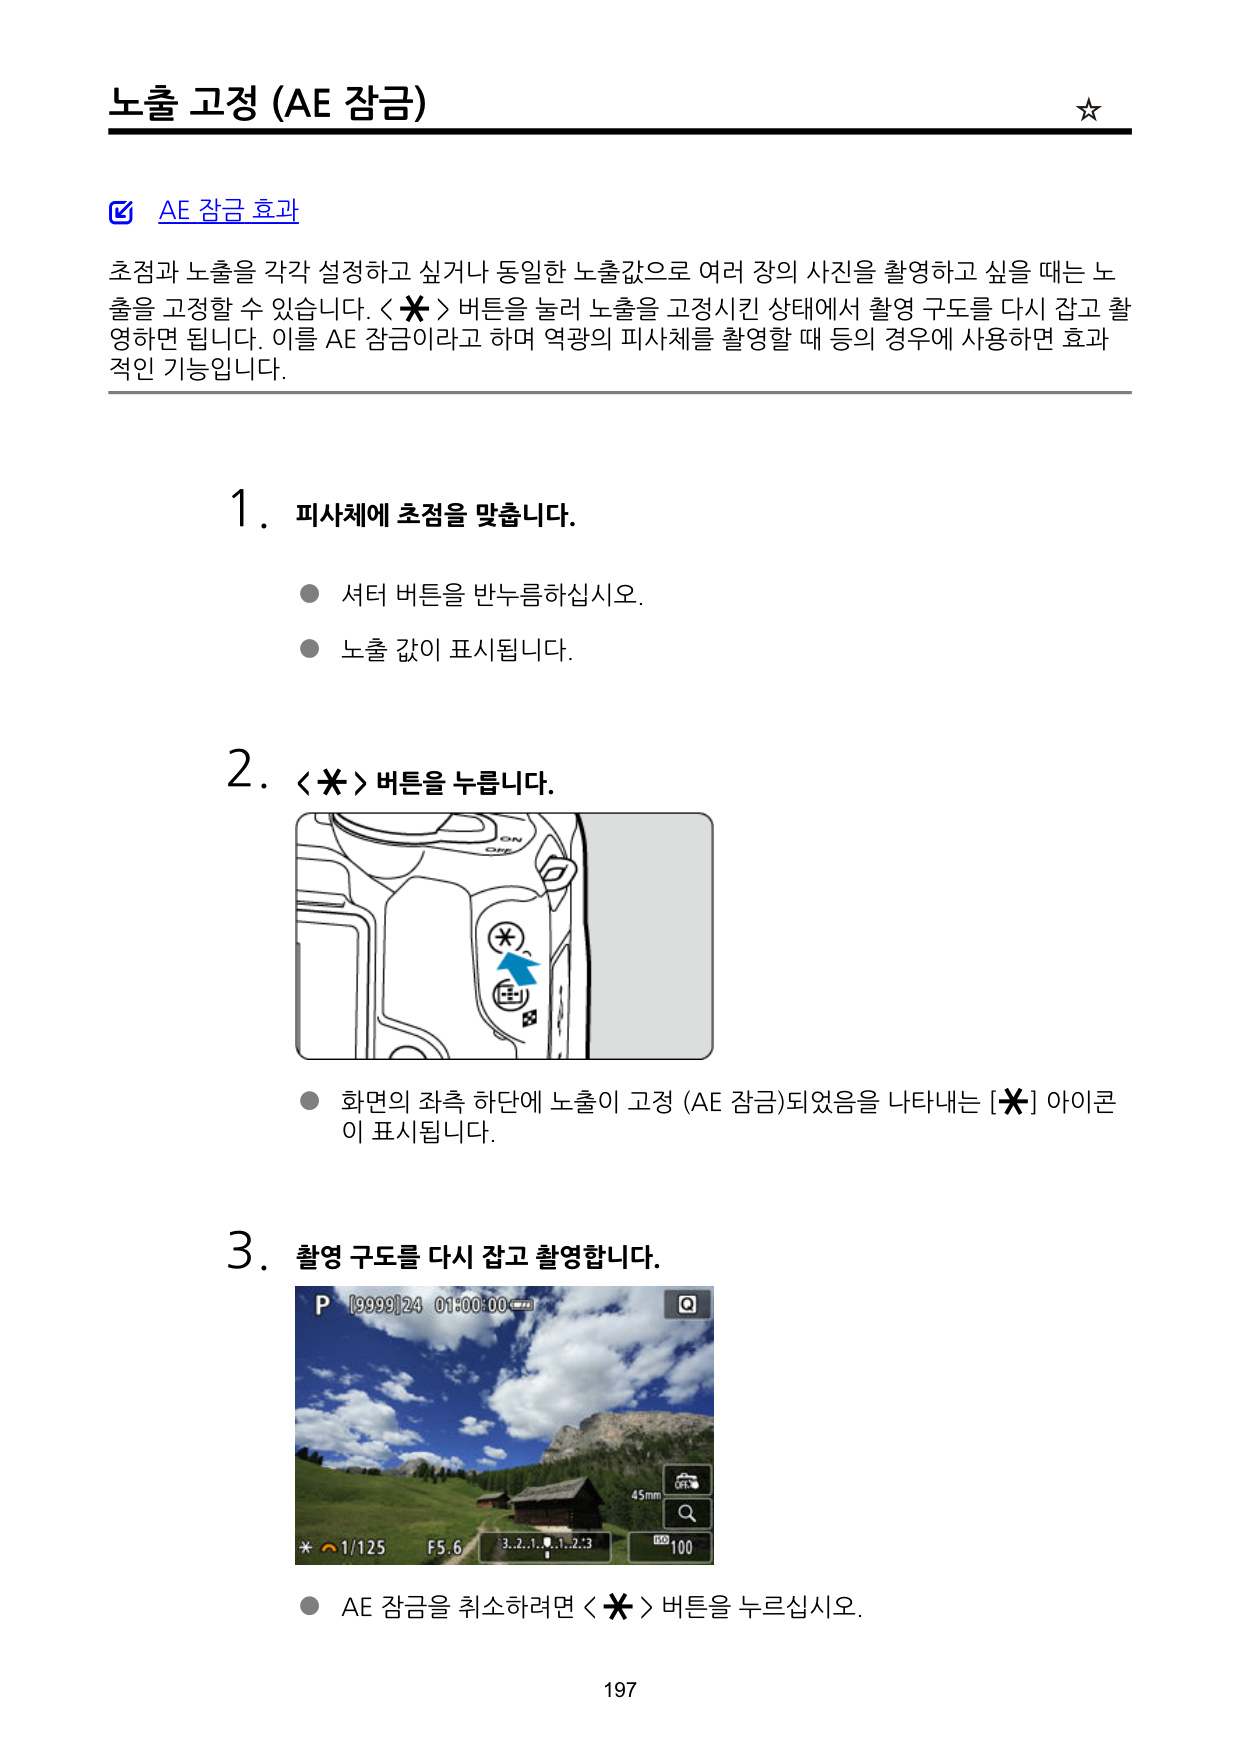 노출 고정 (AE 잠금) ☆
AE 잠금 효과
초점과 노출을 각각 설정하고 싶거나 동일한 노출값으로 여러 장의 사진을 촬영하고 싶을 때는 노
출을 고정할 수 있습니다. < ✱ > 버튼을 눌러 노출을 고정시킨 상태에서 촬영 구도를 다시 잡고 촬
영하면 됩니다. 이를 AE 잠금이라고 하며 역광의 피사체를 촬영할 때 등의 경우에 사용하면 효과
적인 기능입니다.
1. 피사체에 초점을 맞춥니다.
● 셔터 버튼을 반누름하십시오.
● 노출 값이 표시됩니다.
2. < ✱ > 버튼을 누릅니다.
ON
OFF
● 화면의 좌측 하단에 노출이 고정 (AE 잠금)되었음을 나타내는 [✱] 아이콘
이 표시됩니다.
3. 촬영 구도를 다시 잡고 촬영합니다.
P [9999]24 01:00:00 Q
OFF
45mm
✱ 1/125 F5.6 3..2..1..▪..1..2..3 ISO 100
● AE 잠금을 취소하려면 < ✱ > 버튼을 누르십시오.
197